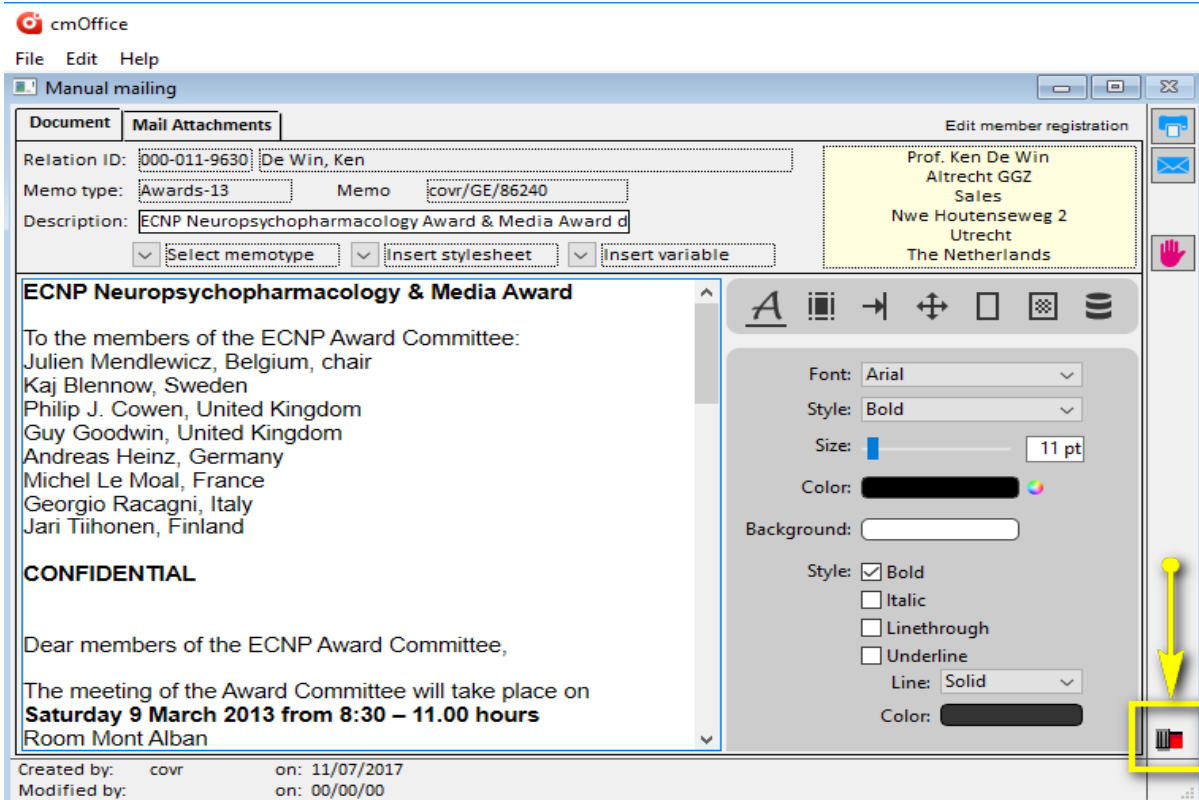 cmOffice
File Edit Help
Manual mailing
Document Mail Attachments Edit member registration
Relation ID: 000-011-9630 De Win, Ken
Memo type: Awards-13 Memo covr/GE/86240
Description: ECNP Neuropsychopharmacology Award & Media Award d
Select memotype Insert stylesheet Insert variable
Prof. Ken De Win
Altrecht GGZ
Sales
Nwe Houtenseweg 2
Utrecht
The Netherlands
ECNP Neuropsychopharmacology & Media Award
To the members of the ECNP Award Committee:
Julien Mendlewicz, Belgium, chair
Kaj Blennow, Sweden
Philip J. Cowen, United Kingdom
Guy Goodwin, United Kingdom
Andreas Heinz, Germany
Michel Le Moal, France
Georgio Racagni, Italy
Jari Tiihonen, Finland
CONFIDENTIAL
Dear members of the ECNP Award Committee,
The meeting of the Award Committee will take place on
Saturday 9 March 2013 from 8:30 – 11.00 hours
Room Mont Alban
A
Font: Arial
Style: Bold
Size: 11 pt
Color:
Background:
Style: Bold
Italic
Linethrough
Underline
Line: Solid
Color:
Created by: covr on: 11/07/2017
Modified by: on: 00/00/00